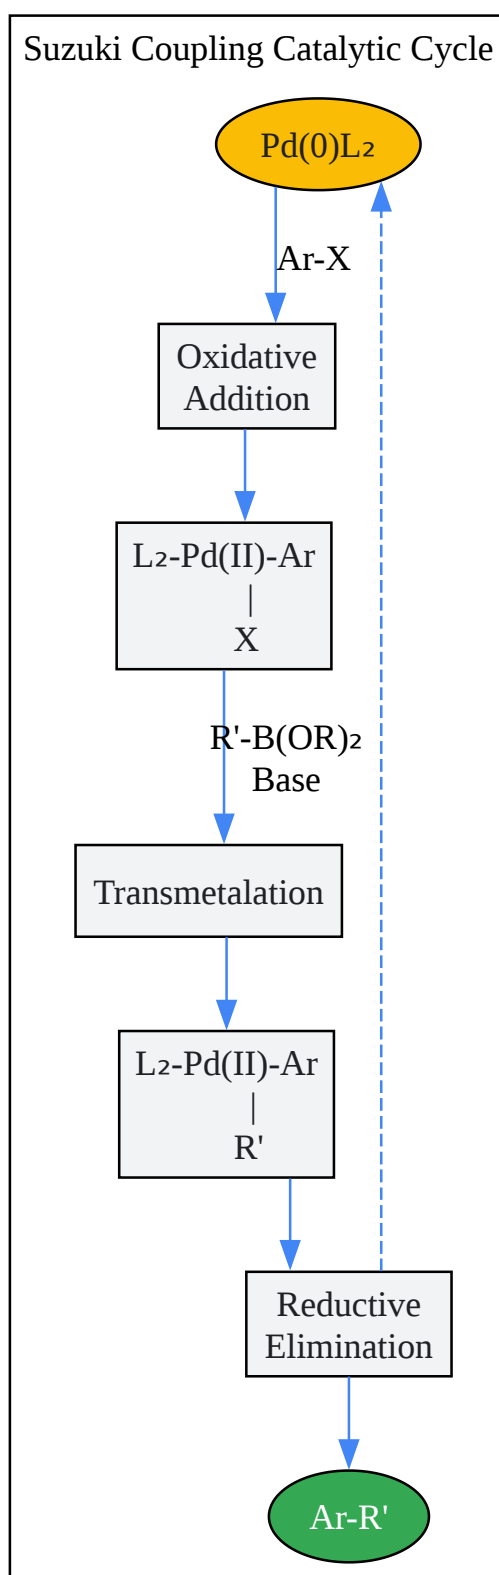 Suzuki Coupling Catalytic Cycle
Pd(0)L₂
Ar-X
Oxidative
Addition
L₂-Pd(II)-Ar
|
X
R'-B(OR)₂
Base
Transmetalation
L₂-Pd(II)-Ar
|
R'
Reductive
Elimination
Ar-R'